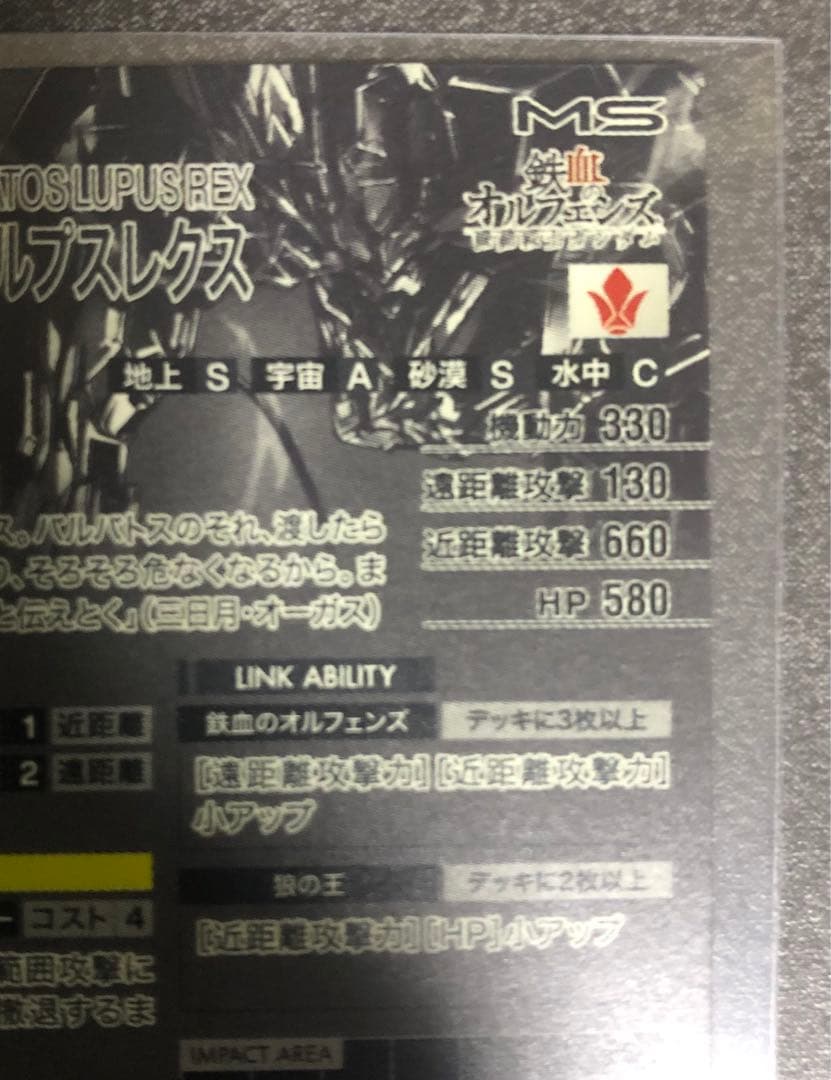 MS
鉄血の
オルフェンズ
ATOS LUPUS REX
ルプスレクス
地上 S 宇宙 A 砂漠 S 水中 C
機動力 330
遠距離攻撃 130
近距離攻撃 660
HP 580
ス。バルバトスのそれ、渡したら
り、そろそろ危なくなるから。ま
と伝えとく」（三日月・オーガス）
LINK ABILITY
鉄血のオルフェンズ デッキに3枚以上
[遠距離攻撃力][近距離攻撃力]
小アップ
狼の王 デッキに2枚以上
[近距離攻撃力][HP]小アップ
1 近距離
2 遠距離
ー コスト 4
範囲攻撃に
撤退するま
IMPACT AREA